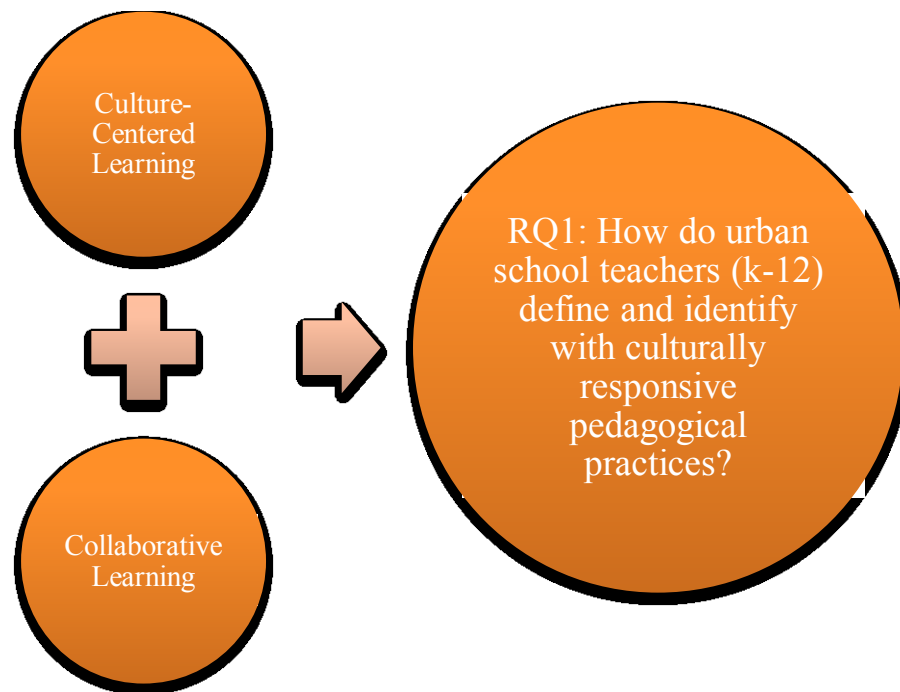 Culture-
Centered
Learning
Collaborative
Learning
RQ1: How do urban
school teachers (k-12)
define and identify
with culturally
responsive
pedagogical
practices?